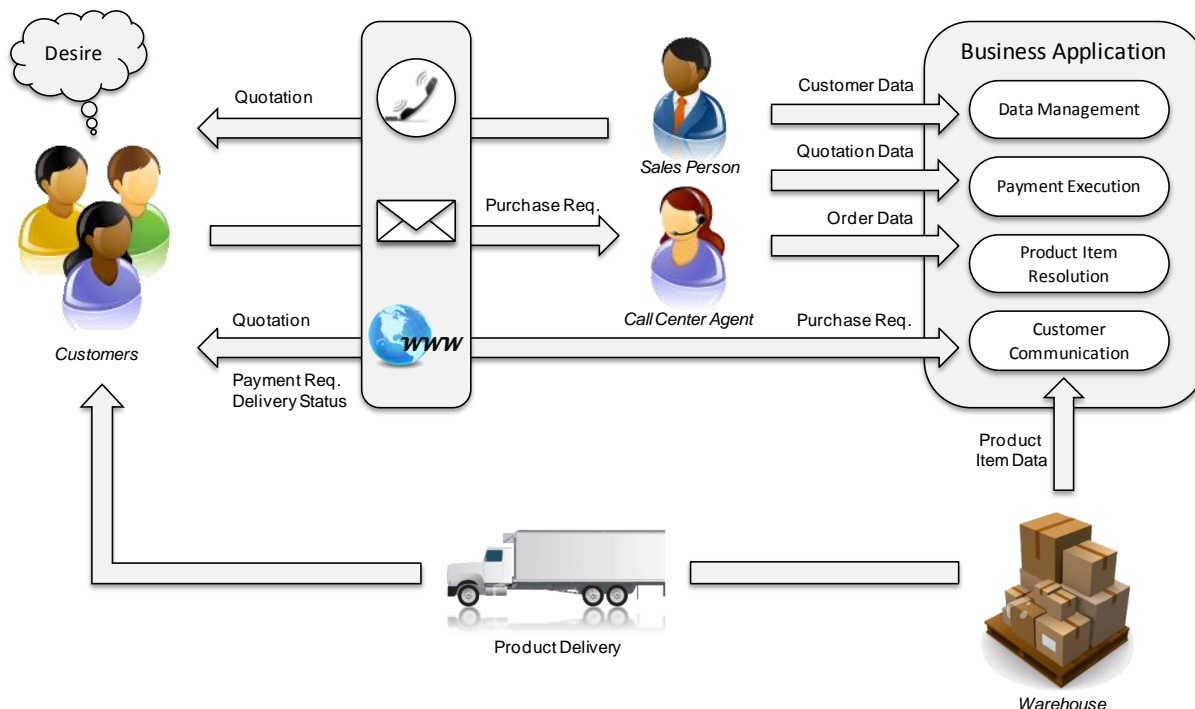 Desire
Business Application
Quotation
Customer Data
Data Management
Sales Person
Quotation Data
Payment Execution
Purchase Req.
Order Data
Product Item
Resolution
Call Center Agent
Customers
Quotation
www
Purchase Req.
Customer
Communication
Payment Req.
Delivery Status
Product
Item Data
Product Delivery
Warehouse